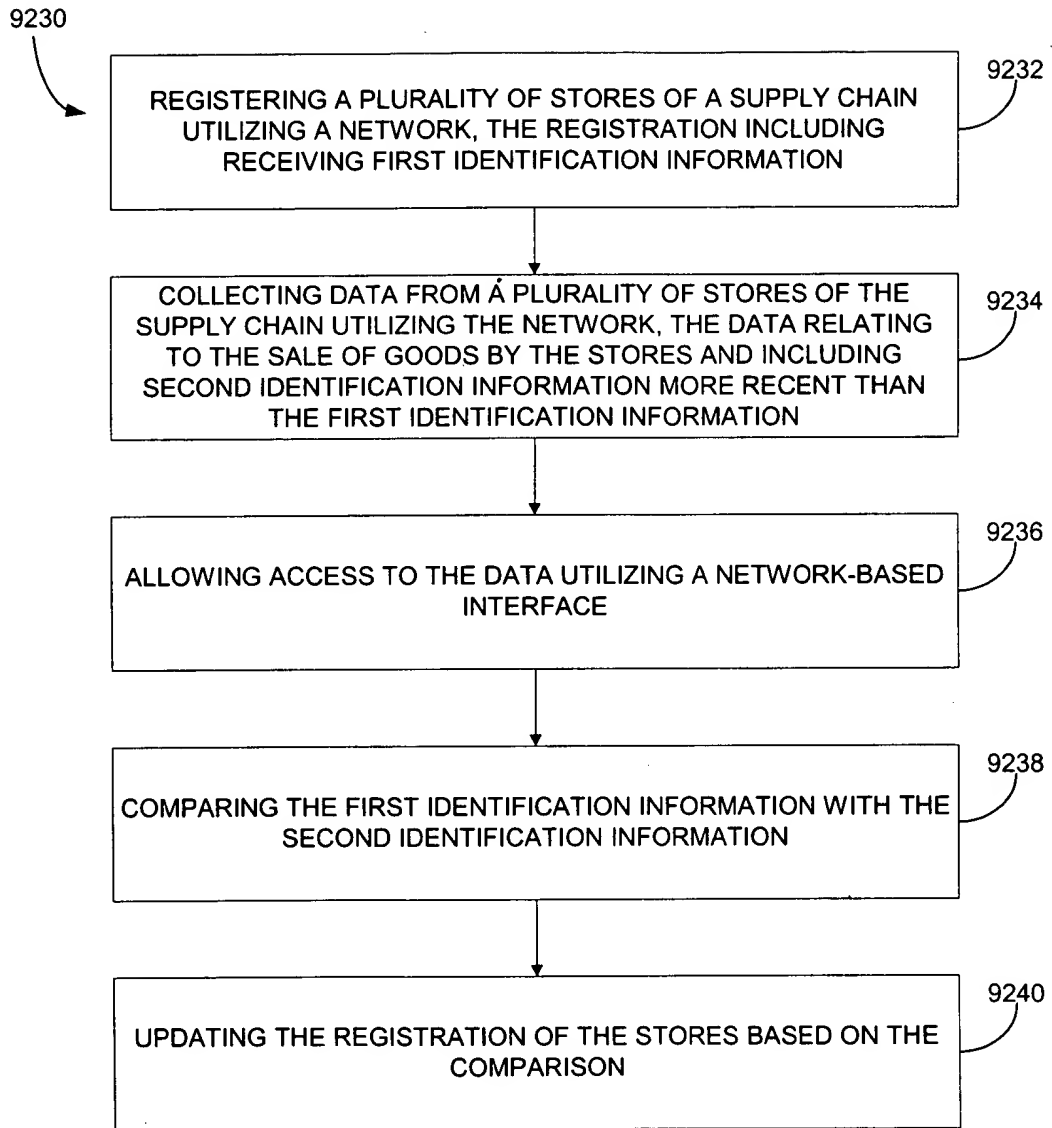 9230
REGISTERING A PLURALITY OF STORES OF A SUPPLY CHAIN
UTILIZING A NETWORK, THE REGISTRATION INCLUDING
RECEIVING FIRST IDENTIFICATION INFORMATION
9232
COLLECTING DATA FROM A PLURALITY OF STORES OF THE
SUPPLY CHAIN UTILIZING THE NETWORK, THE DATA RELATING
TO THE SALE OF GOODS BY THE STORES AND INCLUDING
SECOND IDENTIFICATION INFORMATION MORE RECENT THAN
THE FIRST IDENTIFICATION INFORMATION
9234
ALLOWING ACCESS TO THE DATA UTILIZING A NETWORK-BASED
INTERFACE
9236
COMPARING THE FIRST IDENTIFICATION INFORMATION WITH THE
SECOND IDENTIFICATION INFORMATION
9238
UPDATING THE REGISTRATION OF THE STORES BASED ON THE
COMPARISON
9240